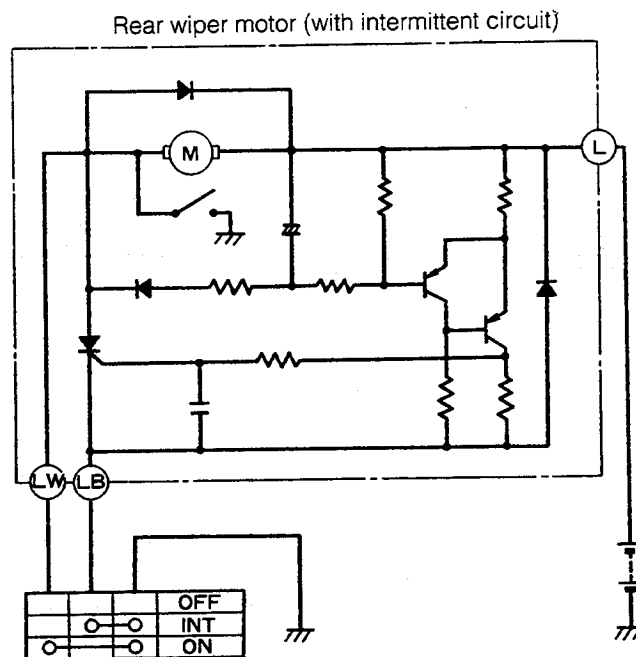 Rear wiper motor (with intermittent circuit)
M
L
LW
LB
OFF
INT
ON